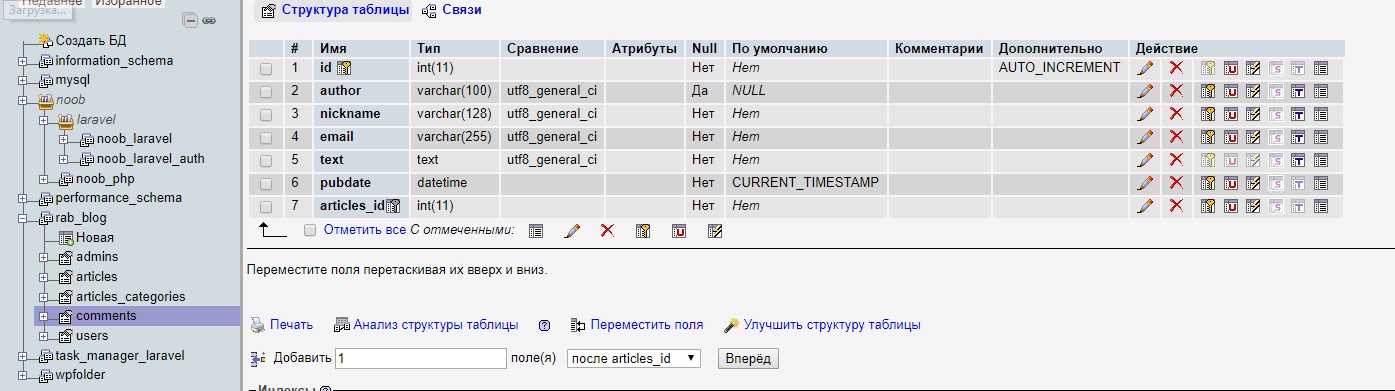 Недавнее Избранное
Загрузка...
Создать БД
information_schema
mysql
noob
laravel
noob_laravel
noob_laravel_auth
noob_php
performance_schema
rab_blog
Новая
admins
articles
articles_categories
comments
users
task_manager_laravel
wpfolder
Структура таблицы Связи
# Имя Тип Сравнение Атрибуты Null По умолчанию Комментарии Дополнительно Действие
1 id int(11) Нет Нет AUTO_INCREMENT
2 author varchar(100) utf8_general_ci Да NULL
3 nickname varchar(128) utf8_general_ci Нет Нет
4 email varchar(255) utf8_general_ci Нет Нет
5 text text utf8_general_ci Нет Нет
6 pubdate datetime Нет CURRENT_TIMESTAMP
7 articles_id int(11) Нет Нет
Отметить все С отмеченными:
Переместите поля перетаскивая их вверх и вниз.
Печать Анализ структуры таблицы Переместить поля Улучшить структуру таблицы
Добавить 1 поле(я) после articles_id Вперёд
Индексы